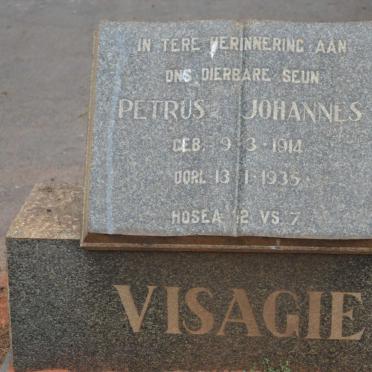 IN TERE HERINNERING AAN
ONS DIERBARE SEUN
PETRUS JOHANNES
GEB. 9-3-1914
OORL 13-1-1935
HOSEA VS. 7
VISAGIE